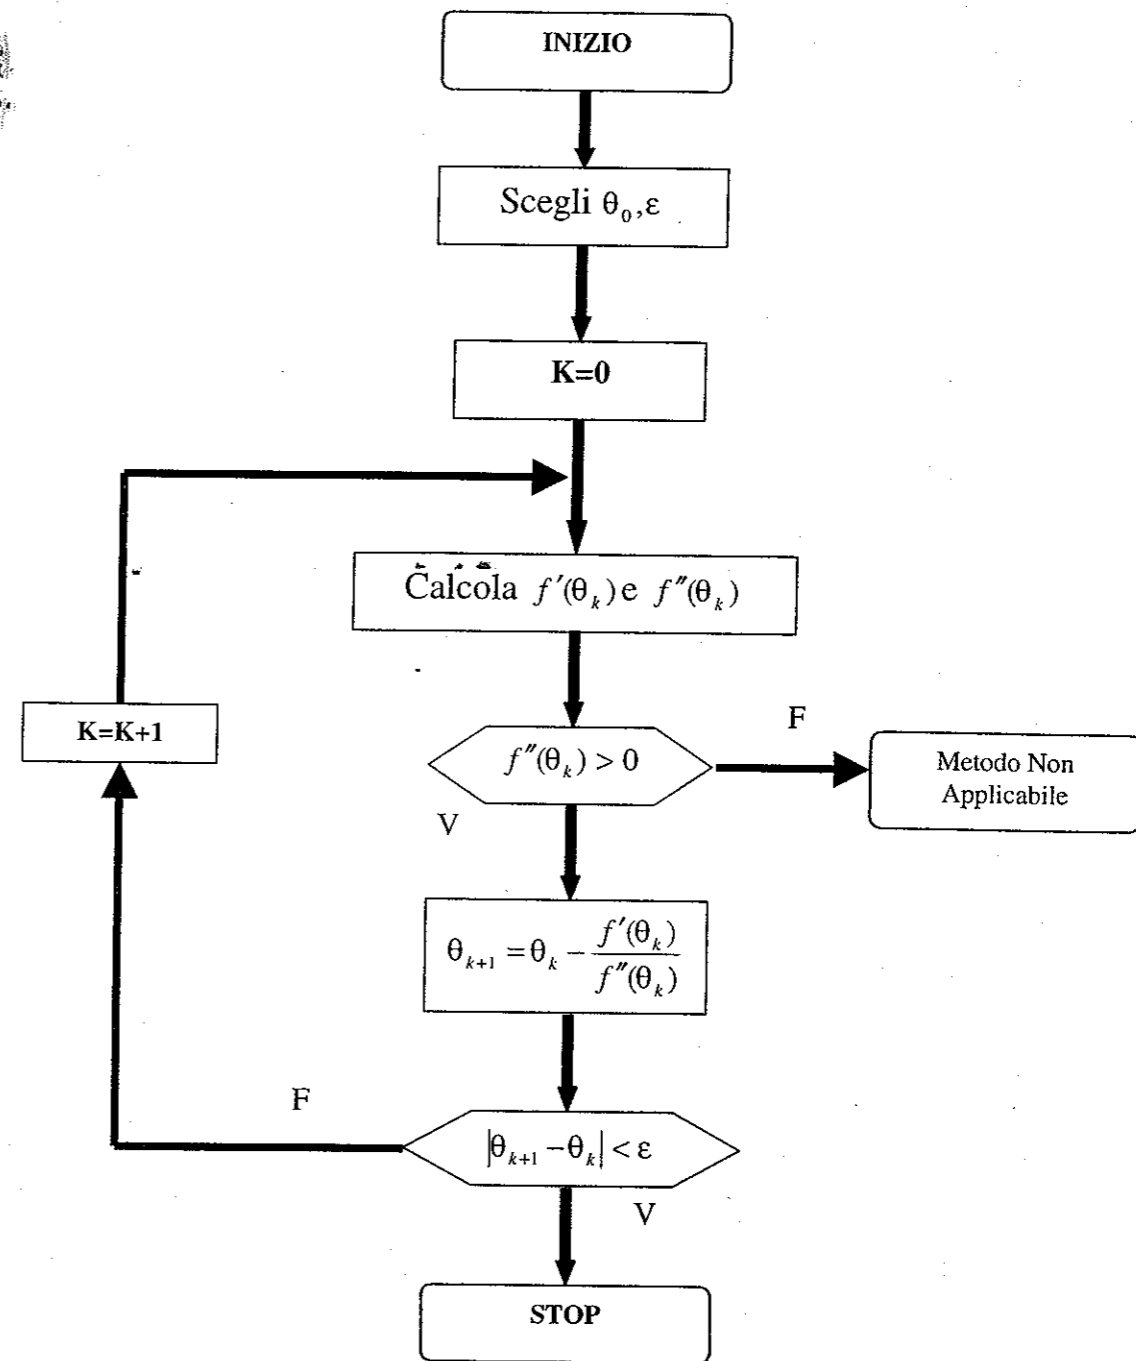 INIZIO
Scegli θ₀,ε
K=0
Calcola f′(θₖ) e f″(θₖ)
K=K+1
F
f″(θₖ) > 0
Metodo Non
Applicabile
V
θₖ₊₁ = θₖ − f′(θₖ) / f″(θₖ)
F
|θₖ₊₁ − θₖ| < ε
V
STOP